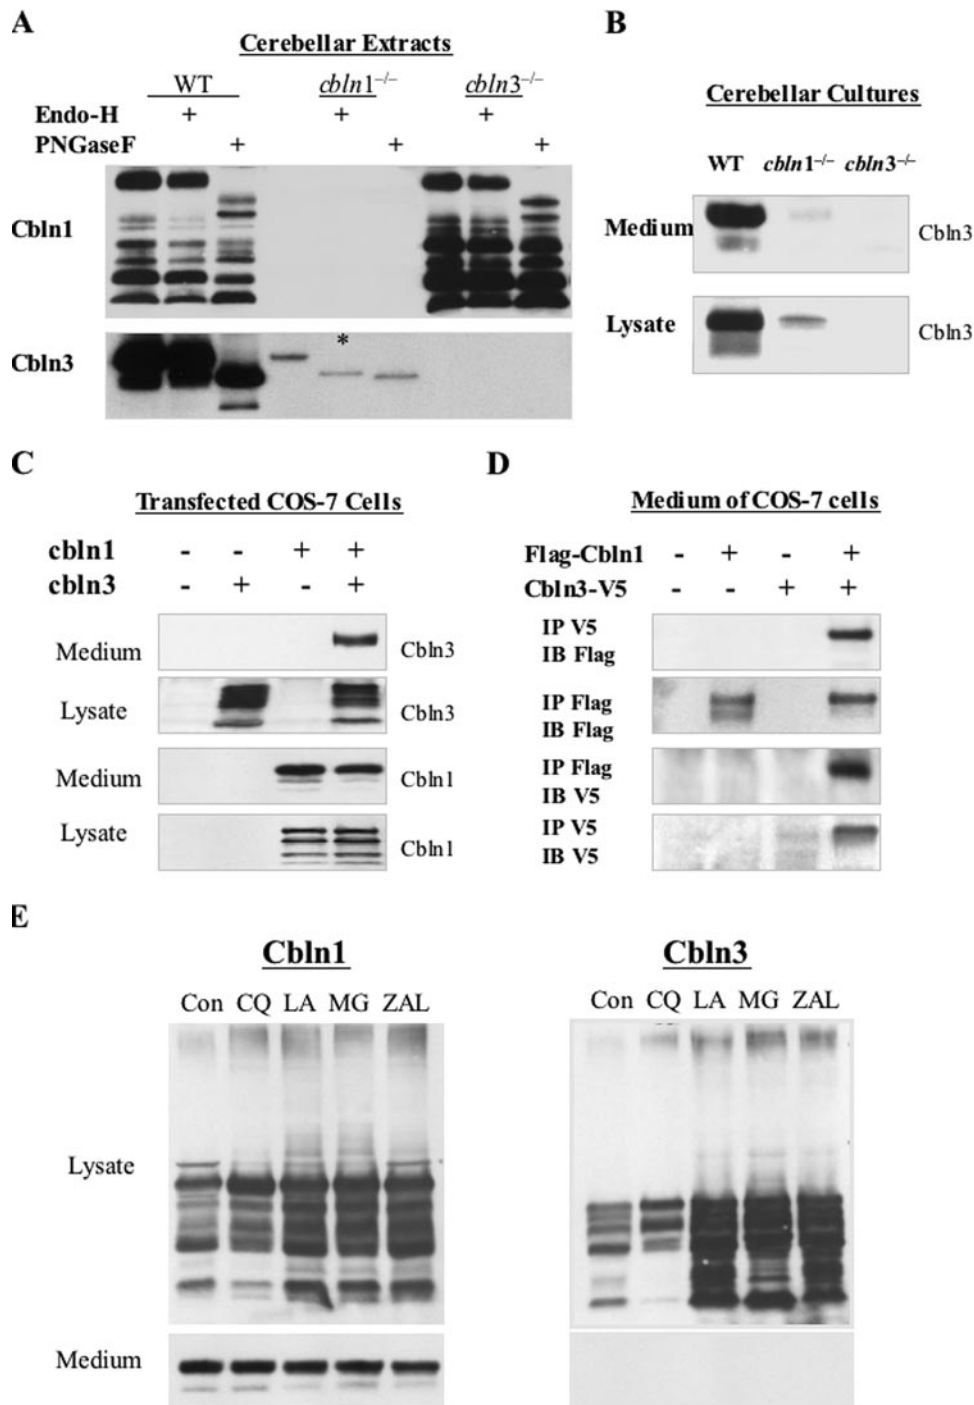 A
Cerebellar Extracts
WT cbln1–/– cbln3–/–
Endo-H + + +
PNGaseF + + +
Cbln1
Cbln3 *
B
Cerebellar Cultures
WT cbln1–/– cbln3–/–
Medium Cbln3
Lysate Cbln3
C
Transfected COS-7 Cells
cbln1 - - + +
cbln3 - + - +
Medium Cbln3
Lysate Cbln3
Medium Cbln1
Lysate Cbln1
D
Medium of COS-7 cells
Flag-Cbln1 - + - +
Cbln3-V5 - - + +
IP V5
IB Flag
IP Flag
IB Flag
IP Flag
IB V5
IP V5
IB V5
E
Cbln1
Con CQ LA MG ZAL
Lysate
Medium
Cbln3
Con CQ LA MG ZAL